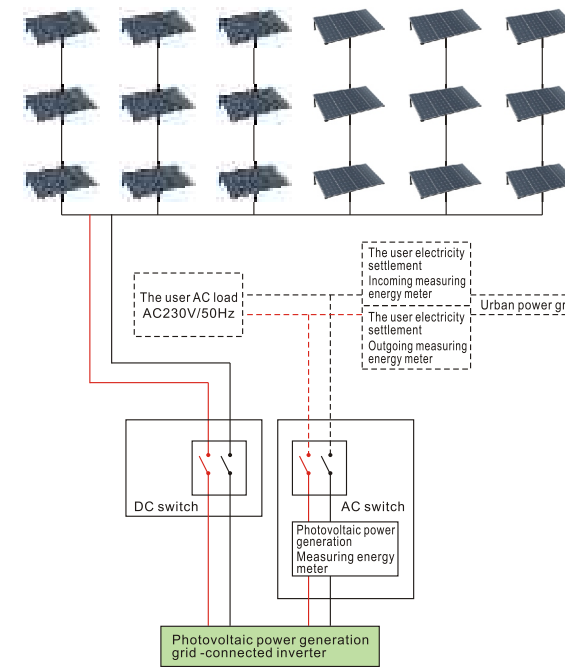 The user electricity
settlement
Incoming measuring
energy meter
The user AC load
AC230V/50Hz
Urban power gr
The user electricity
settlement
Outgoing measuring
energy meter
DC switch
AC switch
Photovoltaic power
generation
Measuring energy
meter
Photovoltaic power generation
grid -connected inverter